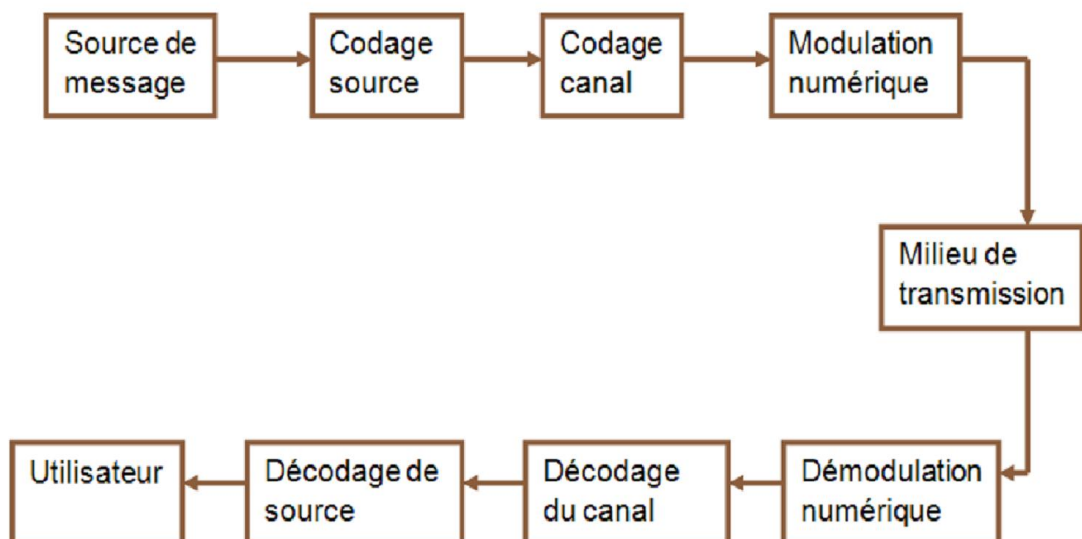 Source de
message
Codage
source
Codage
canal
Modulation
numérique
Milieu de
transmission
Démodulation
numérique
Décodage
du canal
Décodage de
source
Utilisateur